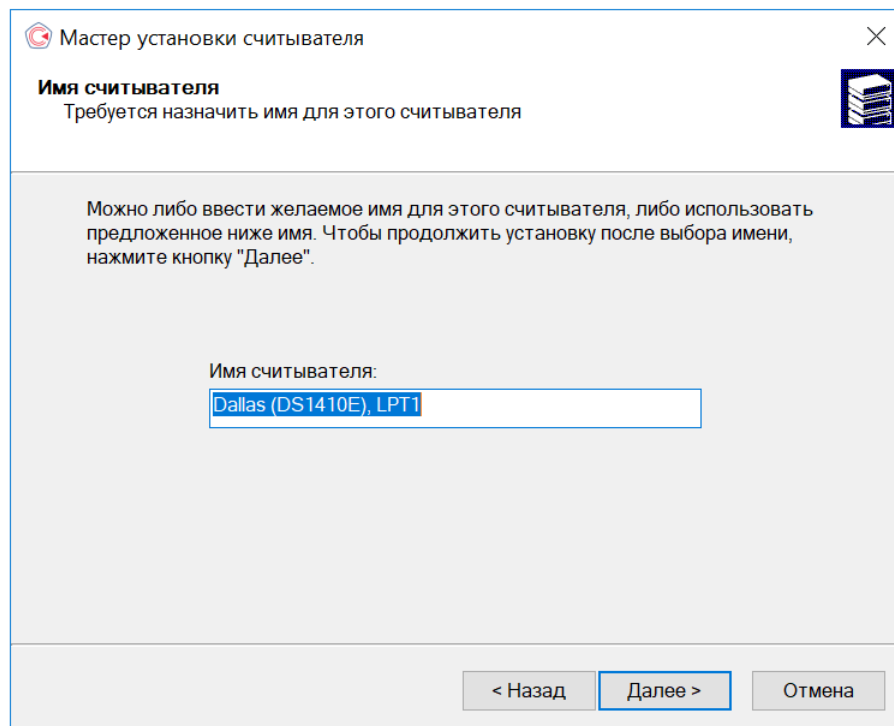 Мастер установки считывателя
Имя считывателя
Требуется назначить имя для этого считывателя
Можно либо ввести желаемое имя для этого считывателя, либо использовать
предложенное ниже имя. Чтобы продолжить установку после выбора имени,
нажмите кнопку "Далее".
Имя считывателя:
Dallas (DS1410E), LPT1
< Назад Далее > Отмена